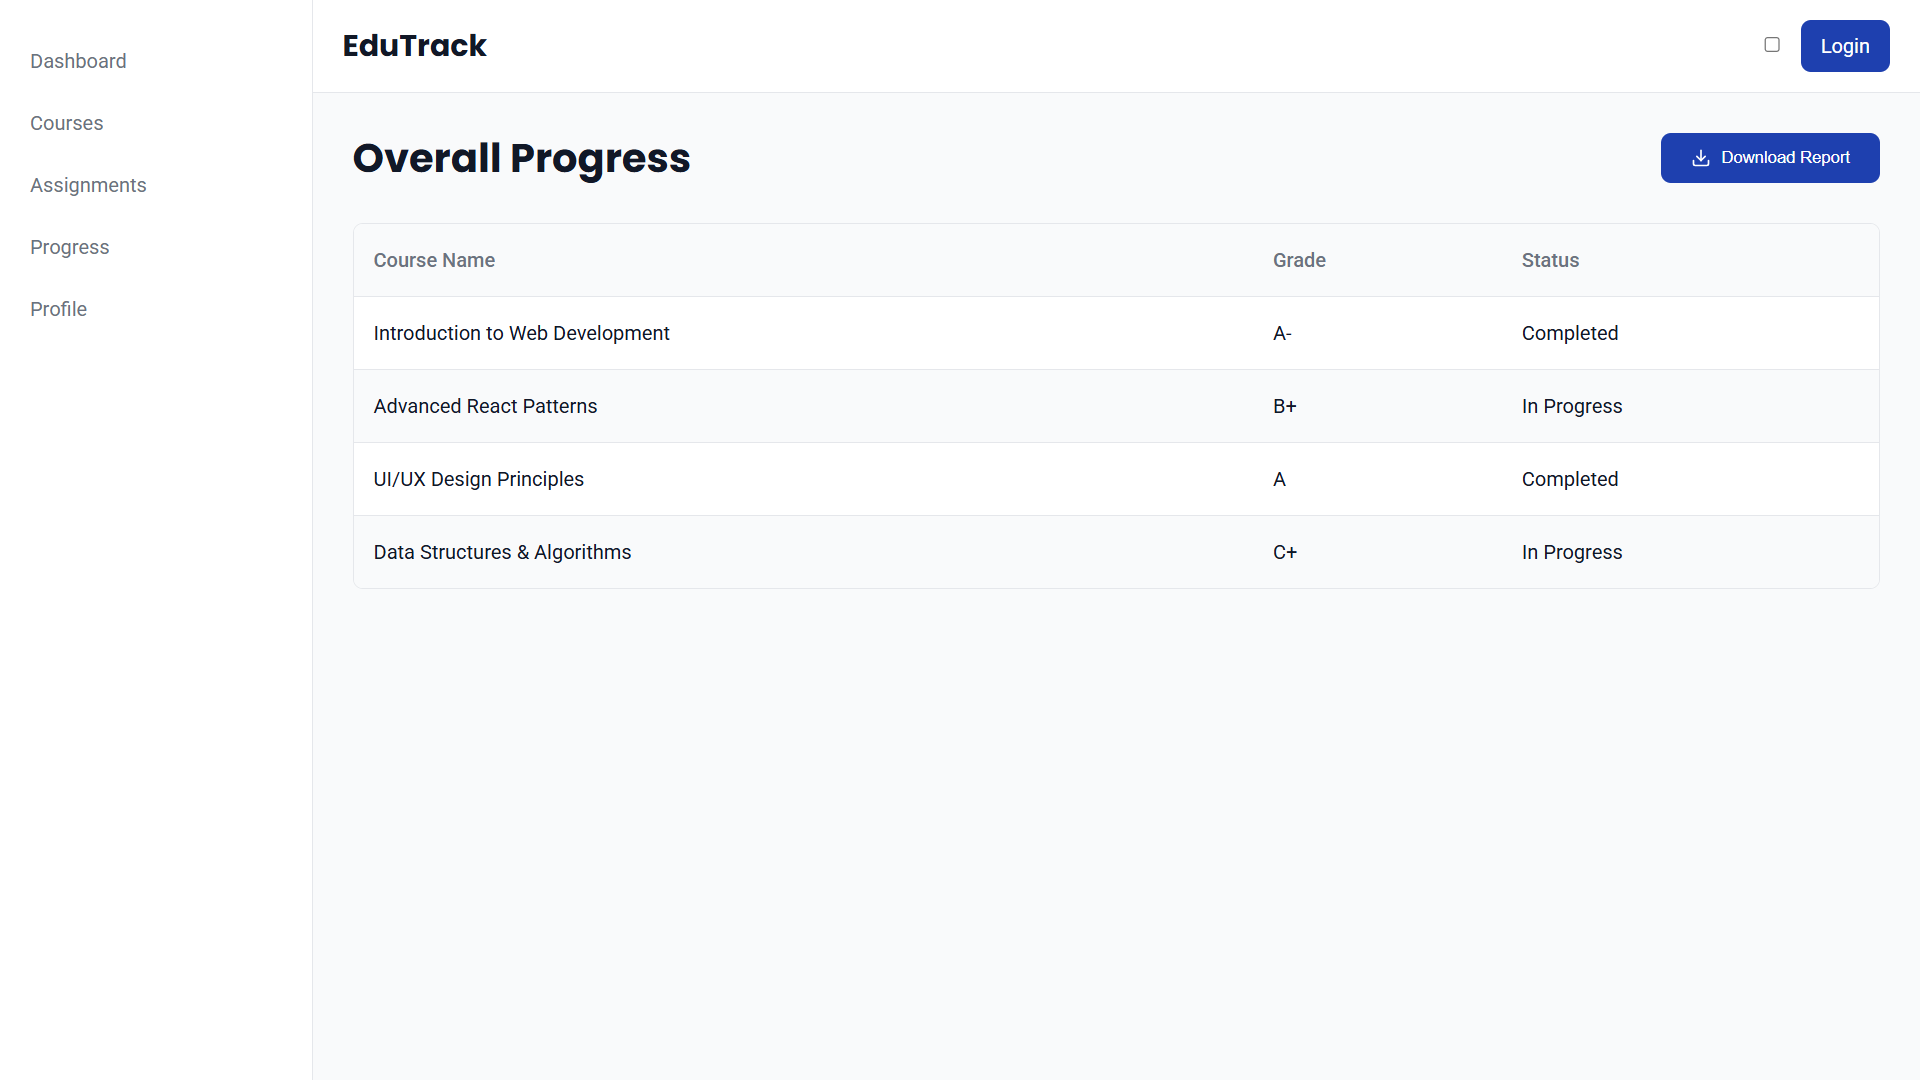 Dashboard
Courses
Assignments
Progress
Profile
EduTrack
Login
Overall Progress
Download Report
Course Name Grade Status
Introduction to Web Development A- Completed
Advanced React Patterns B+ In Progress
UI/UX Design Principles A Completed
Data Structures & Algorithms C+ In Progress